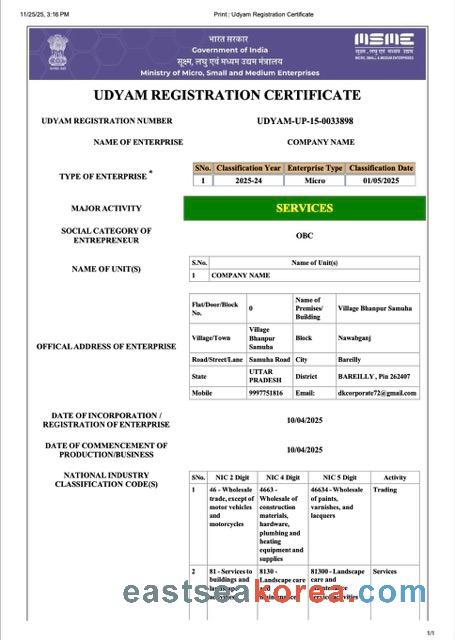 11/25/25, 3:16 PM
Print : Udyam Registration Certificate
भारत सरकार
Government of India
सूक्ष्म, लघु एवं मध्यम उद्यम मंत्रालय
Ministry of Micro, Small and Medium Enterprises
MSME
सूक्ष्म, लघु एवं मध्यम उद्यम
MICRO, SMALL & MEDIUM ENTERPRISES
UDYAM REGISTRATION CERTIFICATE
UDYAM REGISTRATION NUMBER UDYAM-UP-15-0033898
NAME OF ENTERPRISE COMPANY NAME
TYPE OF ENTERPRISE *
SNo. Classification Year Enterprise Type Classification Date
1 2025-24 Micro 01/05/2025
MAJOR ACTIVITY SERVICES
SOCIAL CATEGORY OF
ENTREPRENEUR
OBC
NAME OF UNIT(S)
S.No. Name of Unit(s)
1 COMPANY NAME
OFFICAL ADDRESS OF ENTERPRISE
Flat/Door/Block
No.
0
Name of
Premises/
Building
Village Bhanpur Samuha
Village/Town
Village
Bhanpur
Samuha
Block Nawabganj
Road/Street/Lane Samuha Road City Bareilly
State
UTTAR
PRADESH
District BAREILLY , Pin 262407
Mobile 9997751816 Email: dkcorporate72@gmail.com
DATE OF INCORPORATION /
REGISTRATION OF ENTERPRISE
10/04/2025
DATE OF COMMENCEMENT OF
PRODUCTION/BUSINESS
10/04/2025
NATIONAL INDUSTRY
CLASSIFICATION CODE(S)
SNo. NIC 2 Digit NIC 4 Digit NIC 5 Digit Activity
1
46 - Wholesale
trade, except of
motor vehicles
and
motorcycles
4663 -
Wholesale of
construction
materials,
hardware,
plumbing and
heating
equipment and
supplies
46634 - Wholesale
of paints,
varnishes, and
lacquers
Trading
2
81 - Services to
buildings and
landscape
activities
8130 -
Landscape care
and
maintenance
81300 - Landscape
care and
maintenance
service activities
Services
eastseakorea.com
1/1